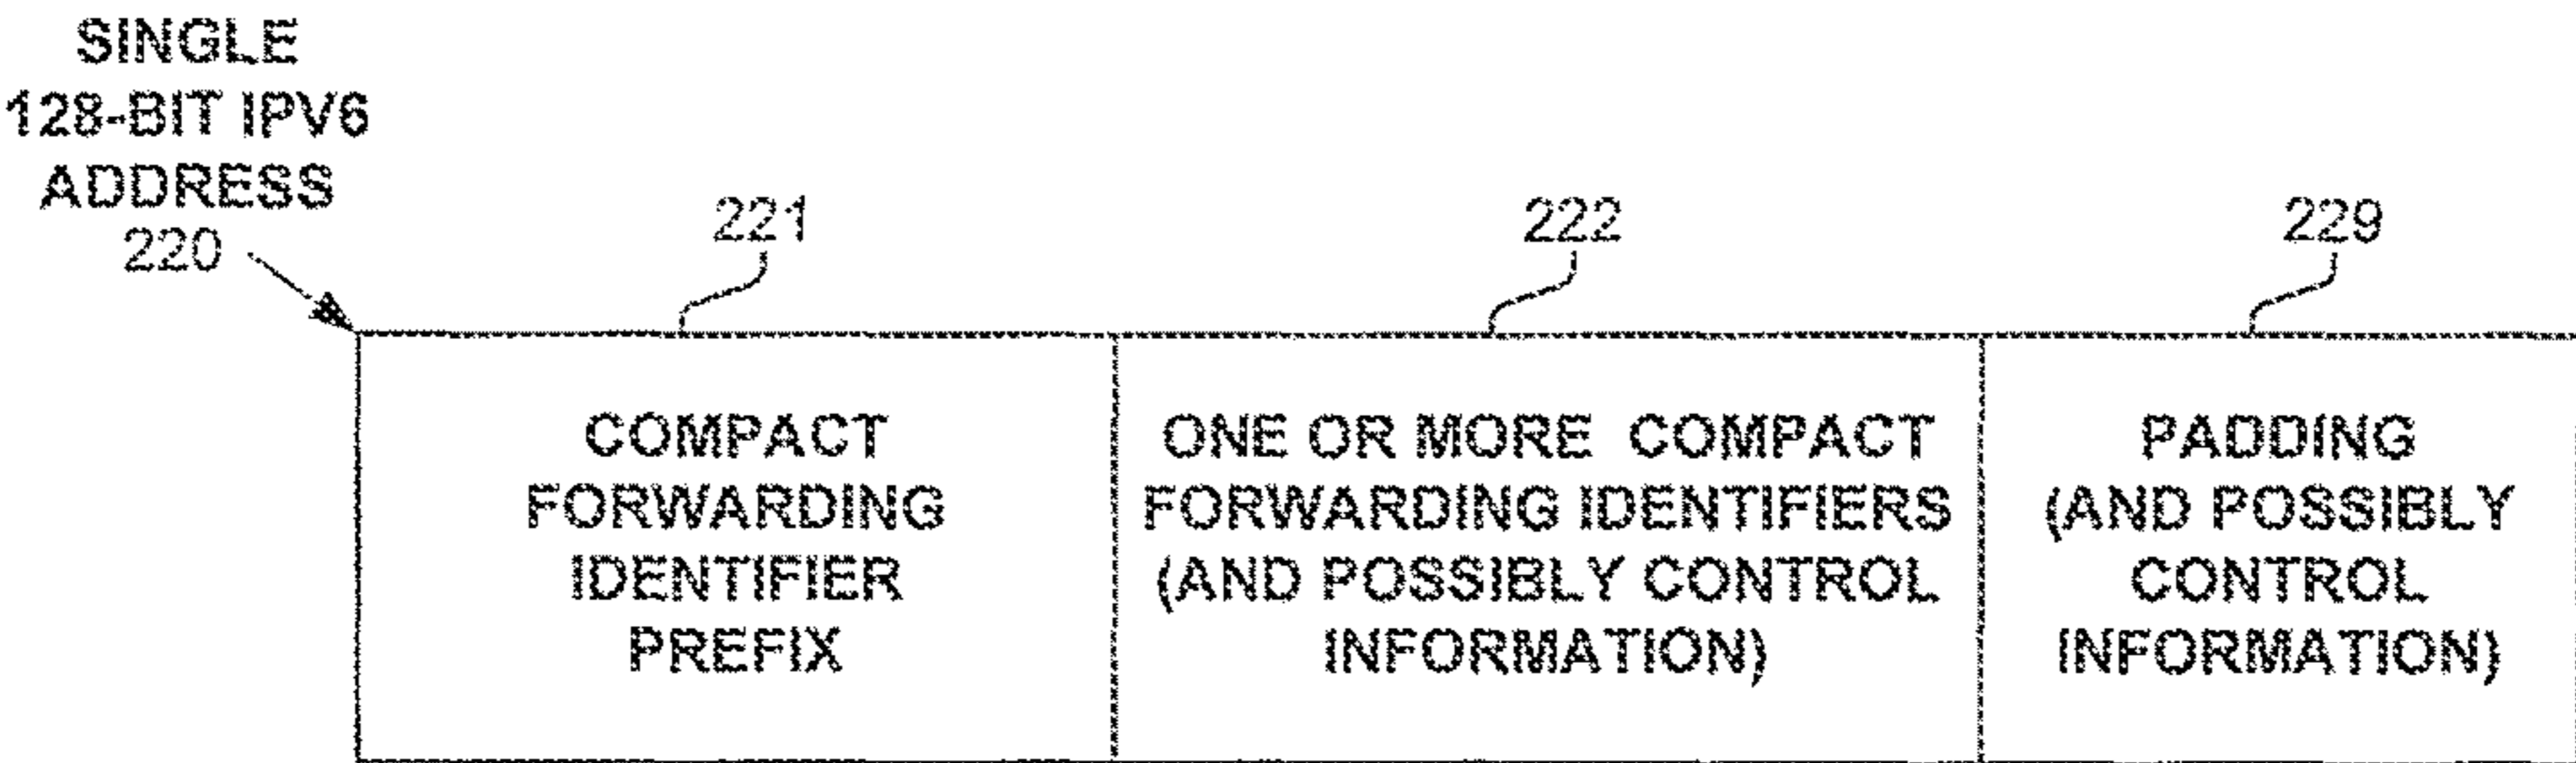 SINGLE
128-BIT IPV6
ADDRESS
220
221
222
229
COMPACT
FORWARDING
IDENTIFIER
PREFIX
ONE OR MORE COMPACT
FORWARDING IDENTIFIERS
(AND POSSIBLY CONTROL
INFORMATION)
PADDING
(AND POSSIBLY
CONTROL
INFORMATION)